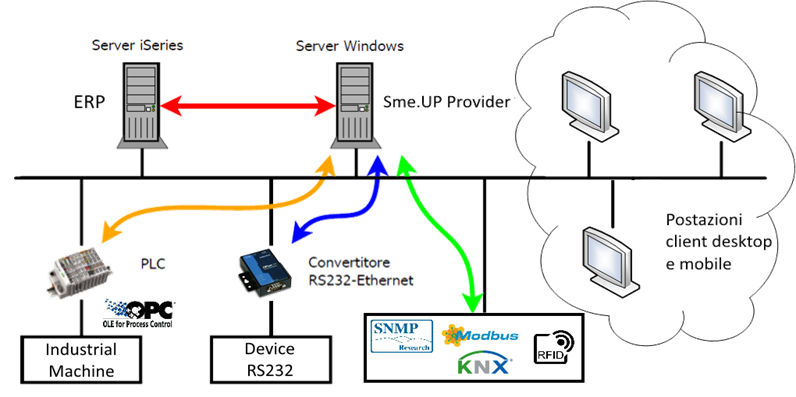 Server iSeries
Server Windows
ERP
Sme.UP Provider
PLC
Convertitore
RS232-Ethernet
Postazioni
client desktop
e mobile
OPC
OLE for Process Control
Industrial
Machine
Device
RS232
SNMP
Research
Modbus
KNX®
RFID